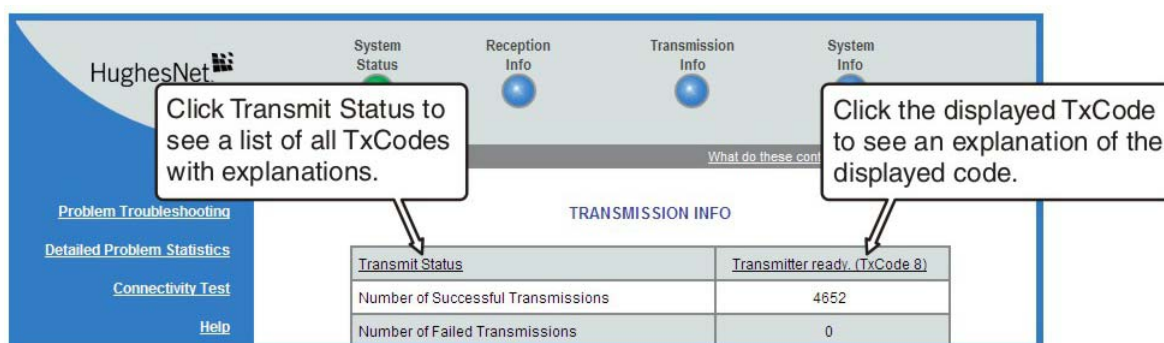 HughesNet.
System
Status
Reception
Info
Transmission
Info
System
Info
Click Transmit Status to
see a list of all TxCodes
with explanations.
Click the displayed TxCode
to see an explanation of the
displayed code.
What do these
Problem Troubleshooting
Detailed Problem Statistics
Connectivity Test
Help
TRANSMISSION INFO
Transmit Status Transmitter ready. (TxCode 8)
Number of Successful Transmissions 4652
Number of Failed Transmissions 0